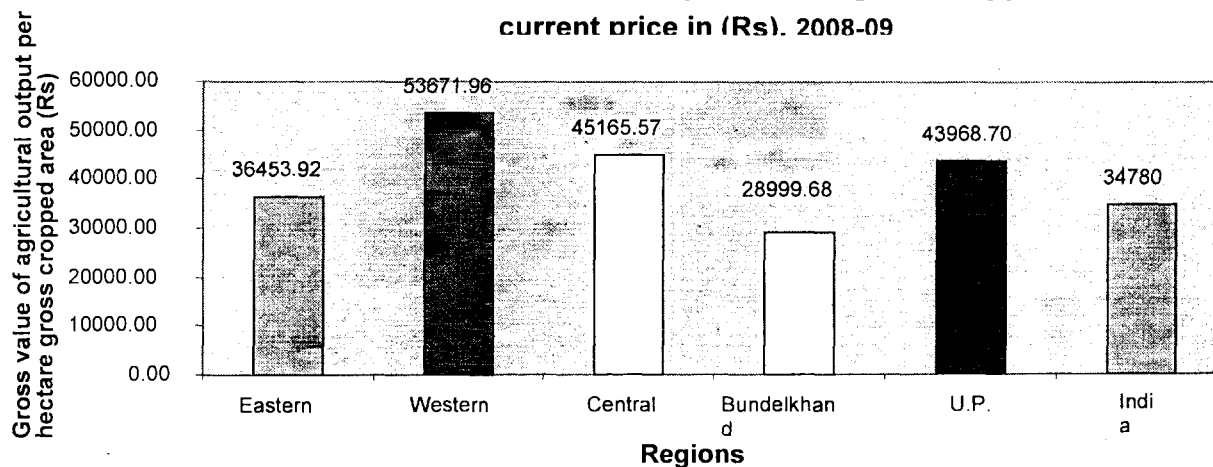 current price in (Rs). 2008-09
Gross value of agricultural output per
hectare gross cropped area (Rs)
60000.00
50000.00
40000.00
30000.00
20000.00
10000.00
0.00
36453.92
53671.96
45165.57
28999.68
43968.70
34780
Eastern
Western
Central
Bundelkhan
d
U.P.
Indi
a
Regions